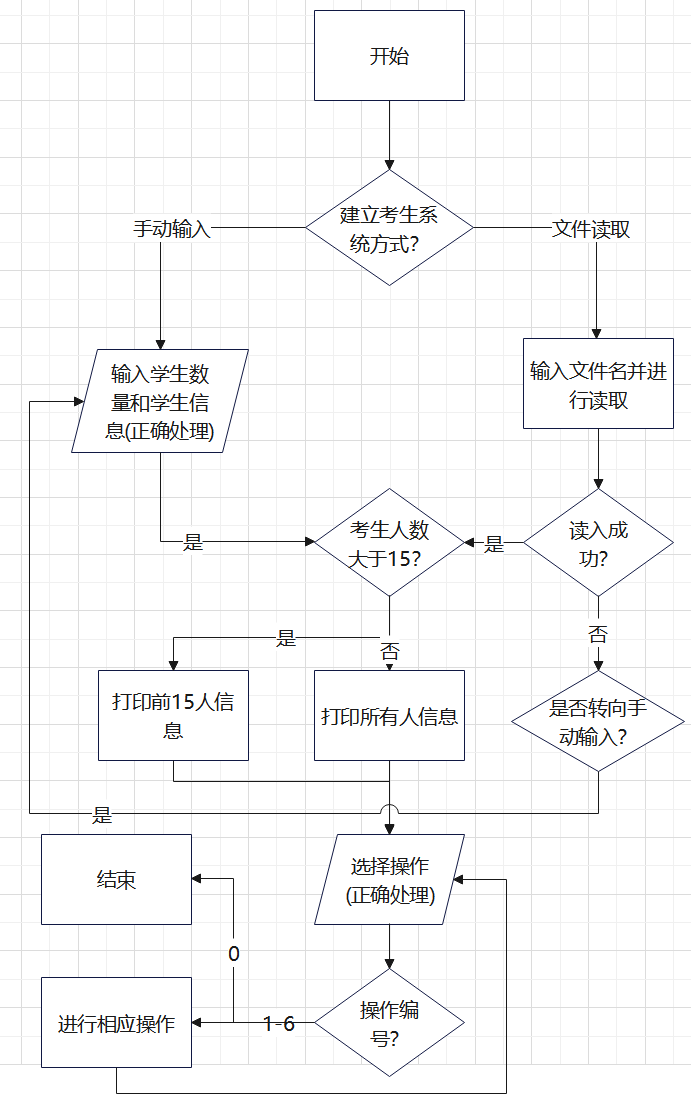 开始
建立考生系
统方式？
手动输入
文件读取
输入学生数
量和学生信
息(正确处理)
输入文件名并进
行读取
考生人数
大于15？
读入成
功？
是
是
是
否
否
打印前15人信
息
打印所有人信息
是否转向手
动输入？
是
结束
选择操作
(正确处理)
0
进行相应操作
1-6
操作编
号？